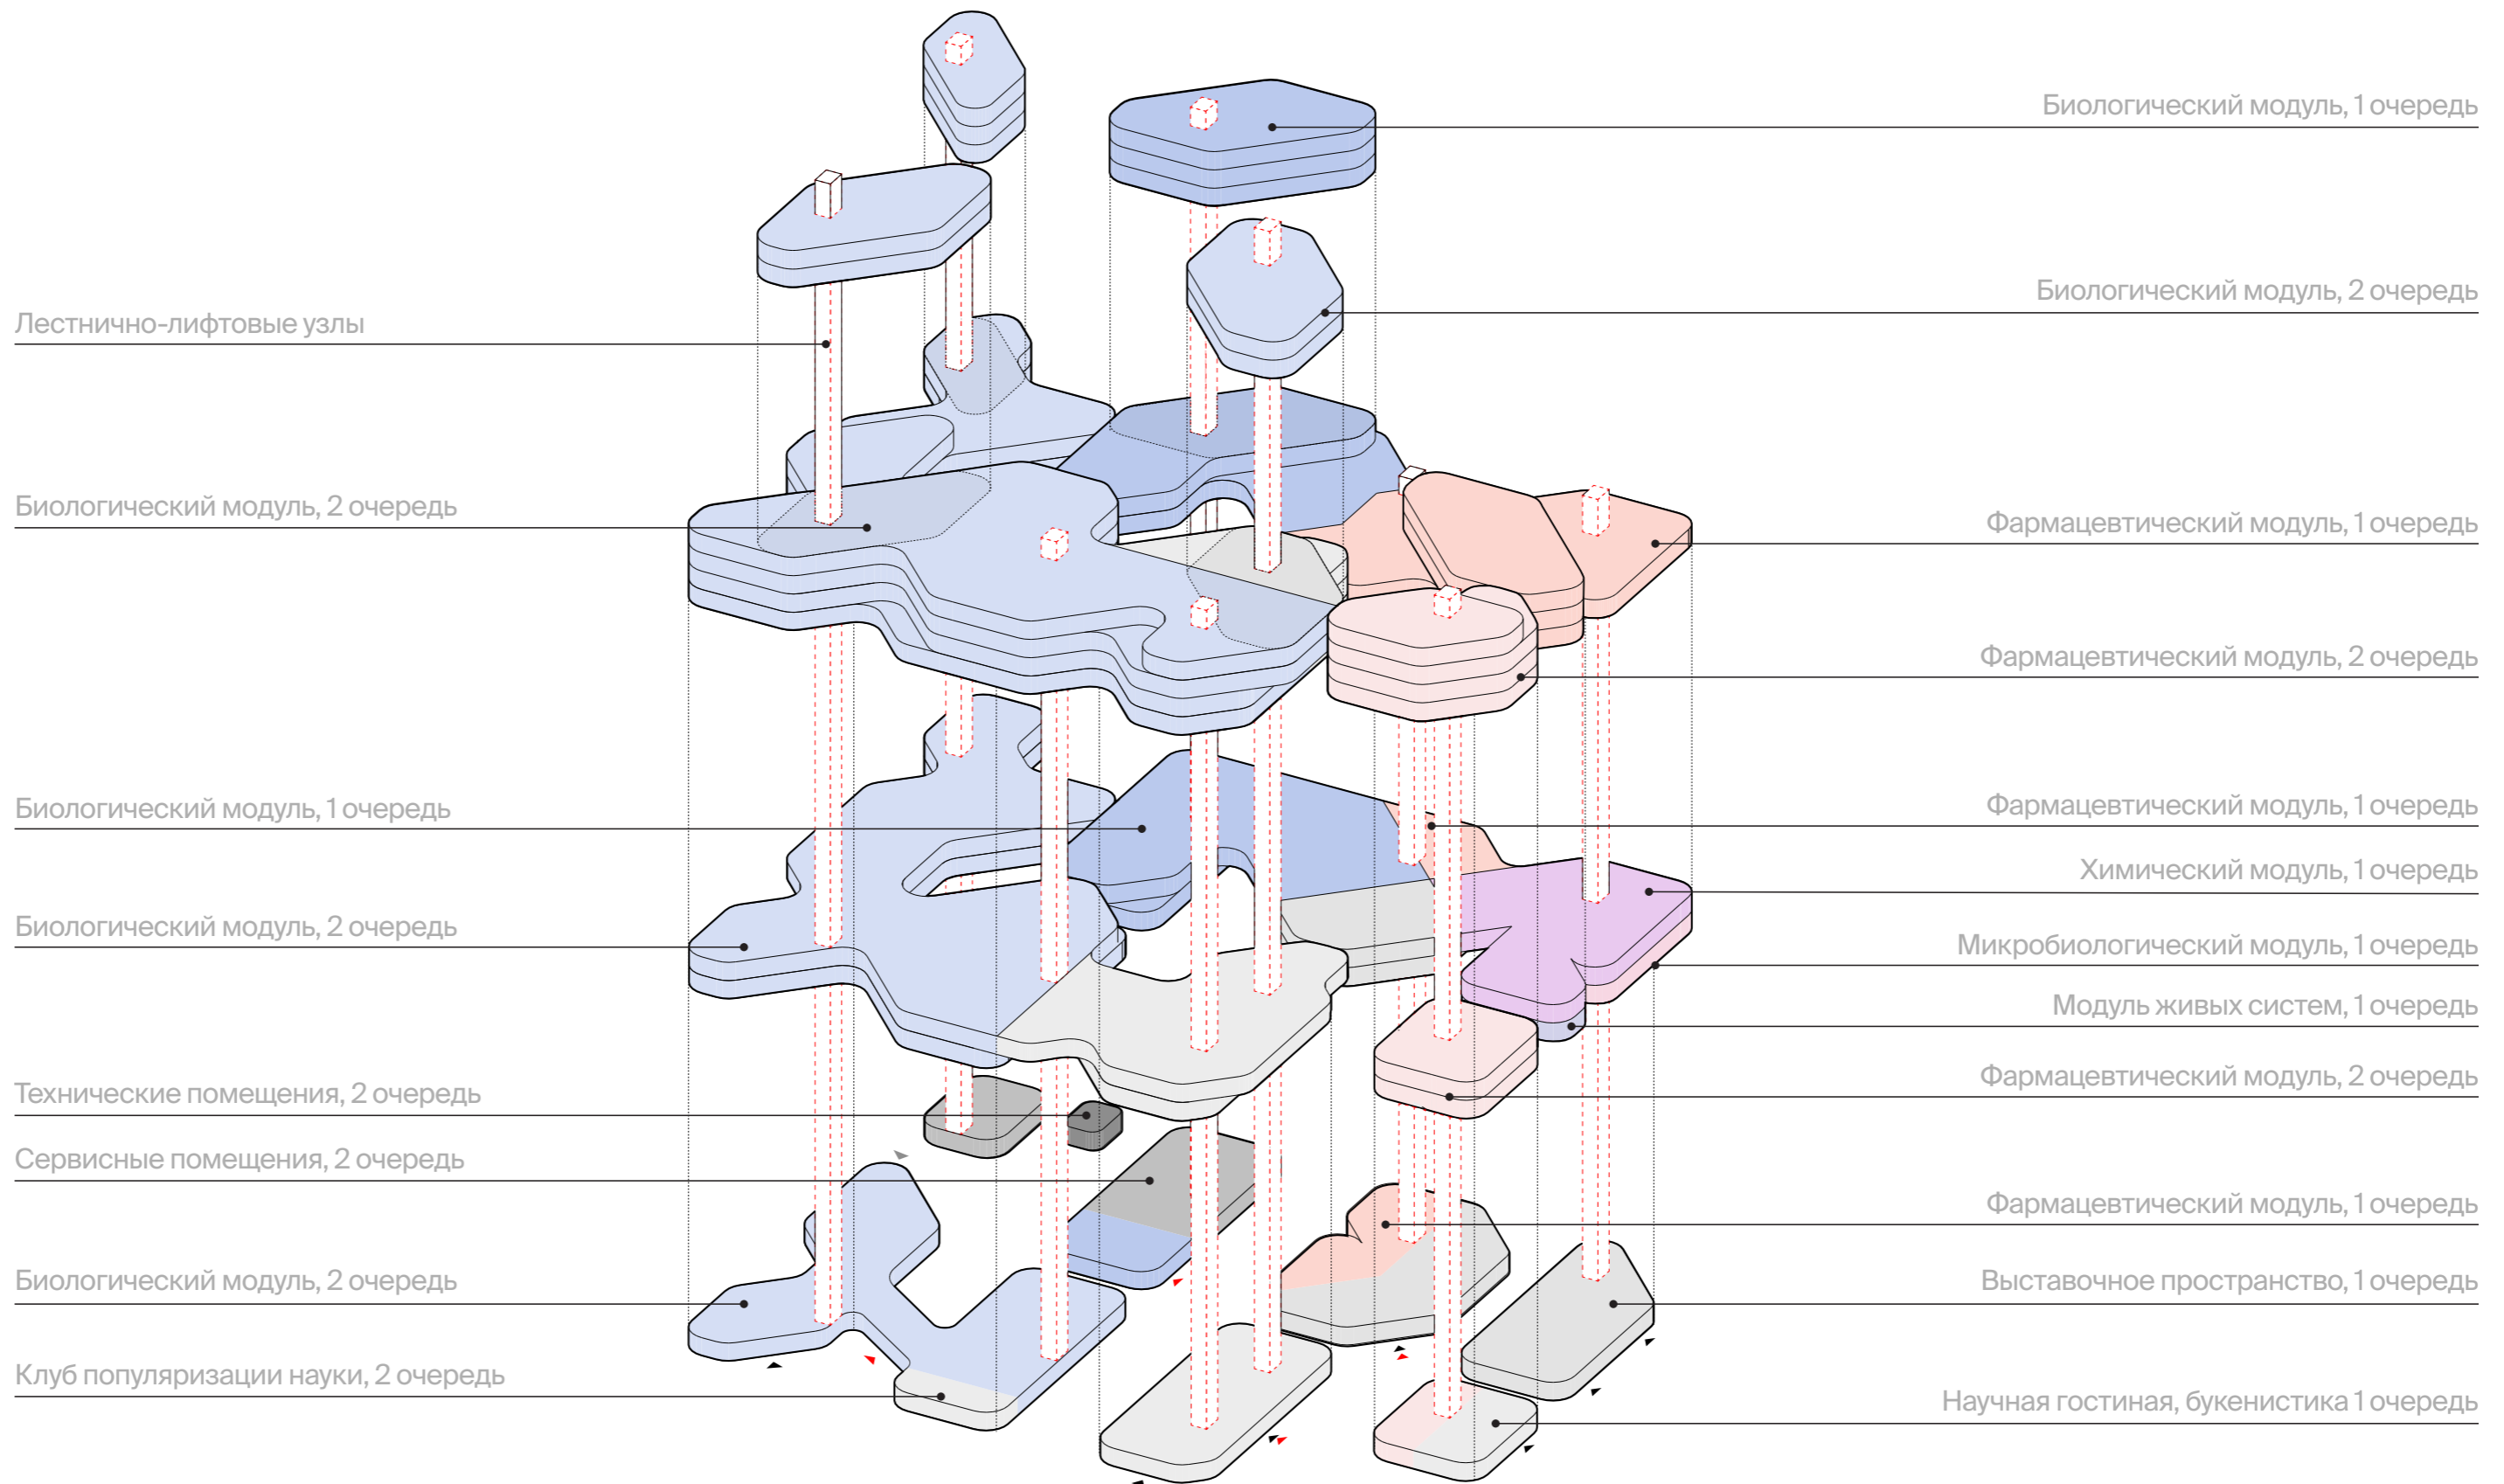 Лестнично-лифтовые узлы
Биологический модуль, 2 очередь
Биологический модуль, 1 очередь
Биологический модуль, 2 очередь
Технические помещения, 2 очередь
Сервисные помещения, 2 очередь
Биологический модуль, 2 очередь
Клуб популяризации науки, 2 очередь
Биологический модуль, 1 очередь
Биологический модуль, 2 очередь
Фармацевтический модуль, 1 очередь
Фармацевтический модуль, 2 очередь
Фармацевтический модуль, 1 очередь
Химический модуль, 1 очередь
Микробиологический модуль, 1 очередь
Модуль живых систем, 1 очередь
Фармацевтический модуль, 2 очередь
Фармацевтический модуль, 1 очередь
Выставочное пространство, 1 очередь
Научная гостиная, букенистика 1 очередь